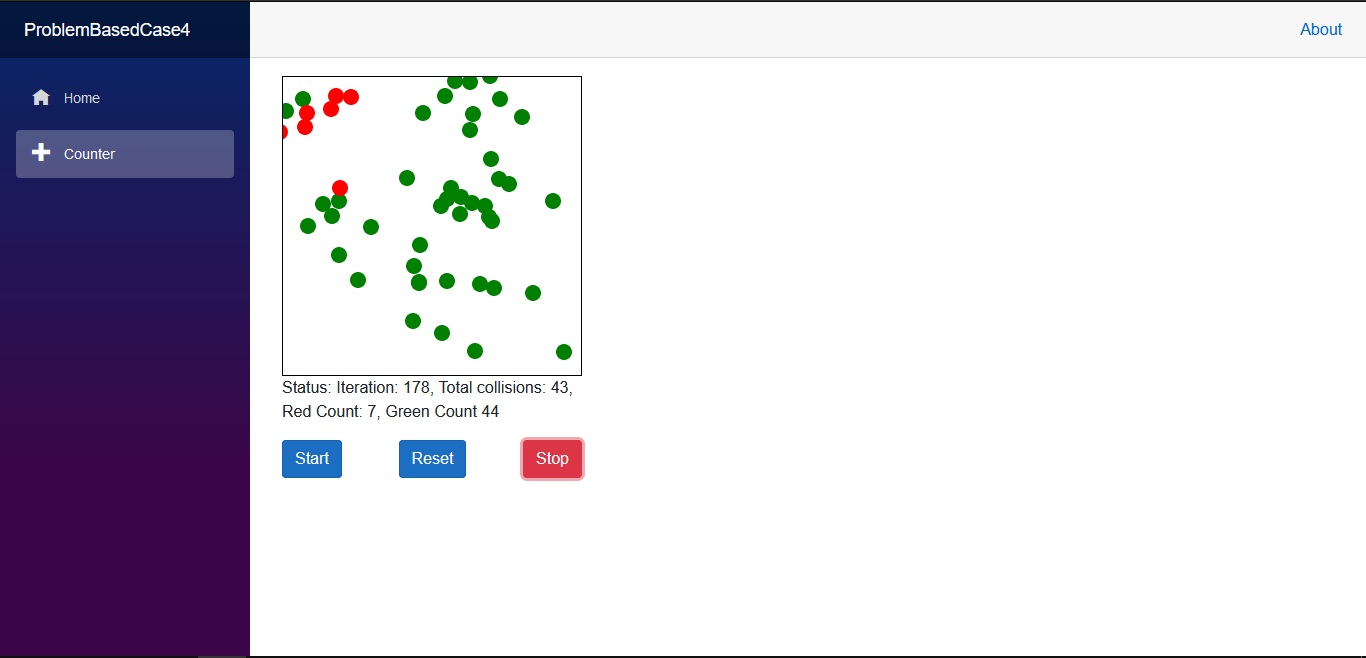 ProblemBasedCase4
About
Home
Counter
Status: Iteration: 178, Total collisions: 43,
Red Count: 7, Green Count 44
Start
Reset
Stop